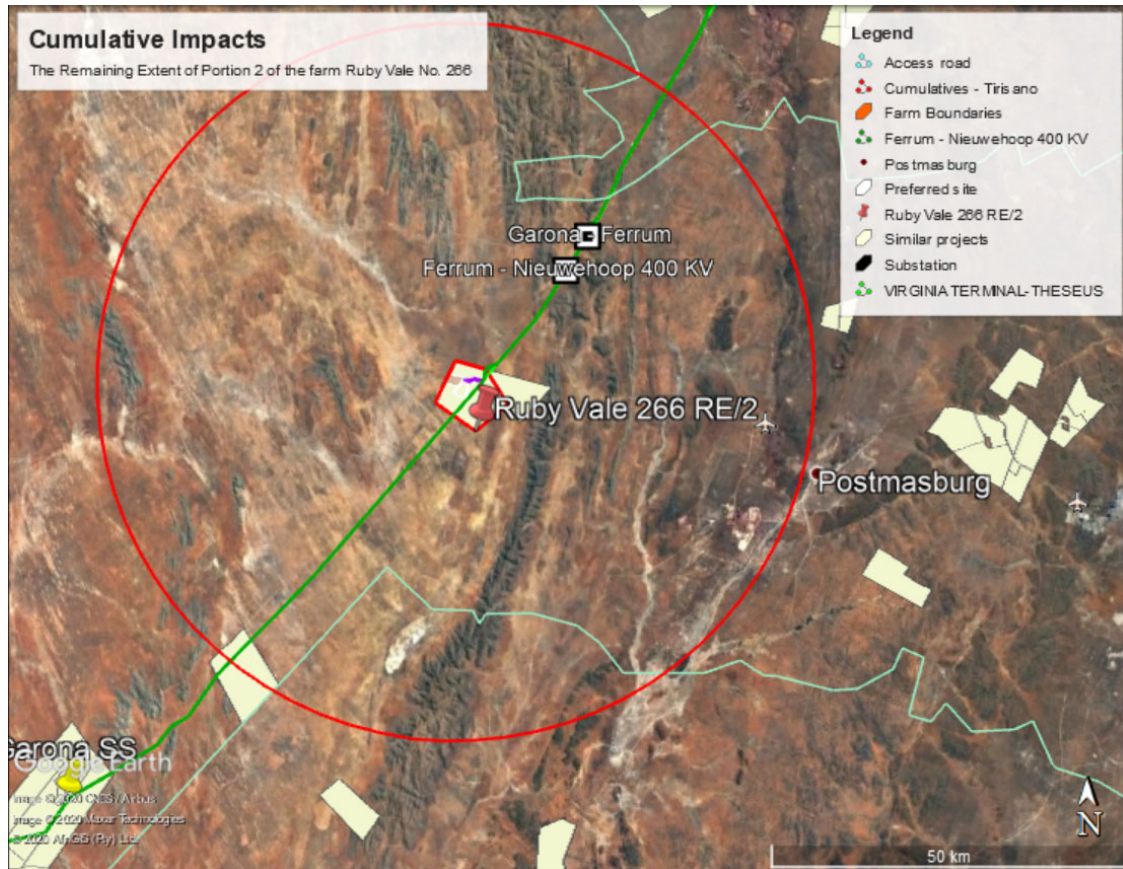 Cumulative Impacts
The Remaining Extent of Portion 2 of the farm Ruby Vale No. 266
Legend
Access road
Cumulatives - Tirisano
Farm Boundaries
Ferrum - Nieuwehoop 400 KV
Postmasburg
Preferred site
Ruby Vale 266 RE/2
Similar projects
Substation
VIRGINIA TERMINAL-THESEUS
Garona - Ferrum
Ferrum - Nieuwehoop 400 KV
Ruby Vale 266 RE/2
Postmasburg
Garona SS
Google Earth
Image © 2020 CNES / Airbus
Image © 2020 Maxar Technologies
© 2020 AfriGIS (Pty) Ltd.
N
50 km